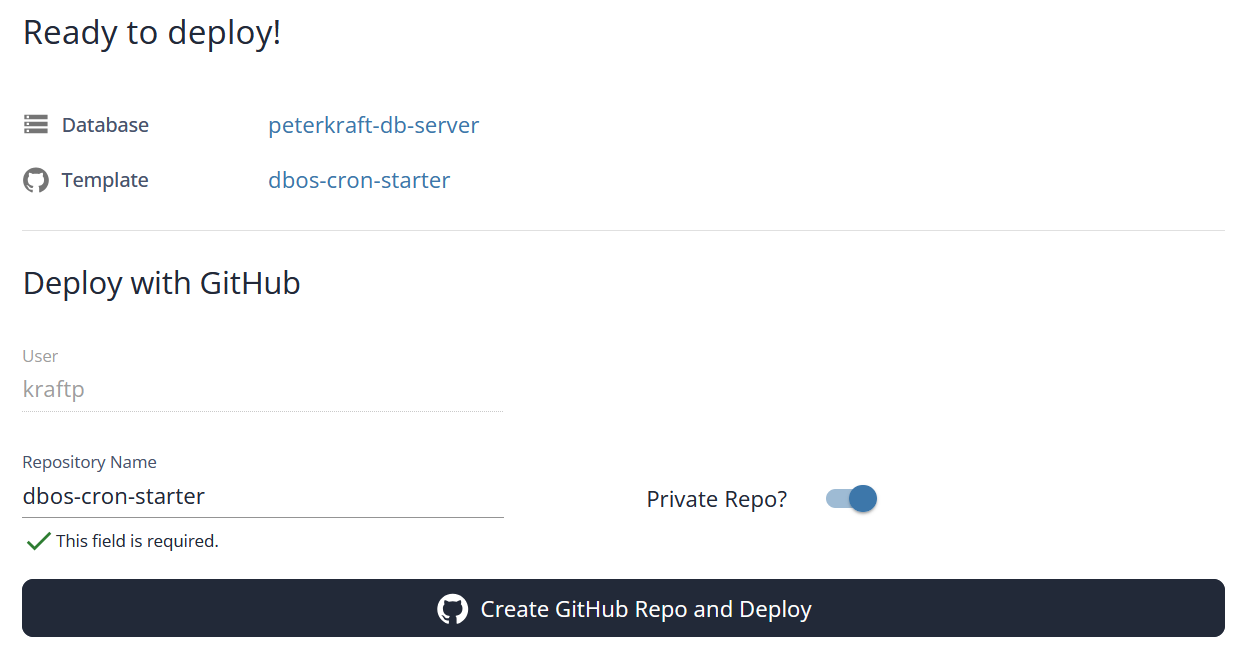 Ready to deploy!
Database peterkraft-db-server
Template dbos-cron-starter
Deploy with GitHub
User
kraftp
Repository Name
dbos-cron-starter
Private Repo?
This field is required.
Create GitHub Repo and Deploy